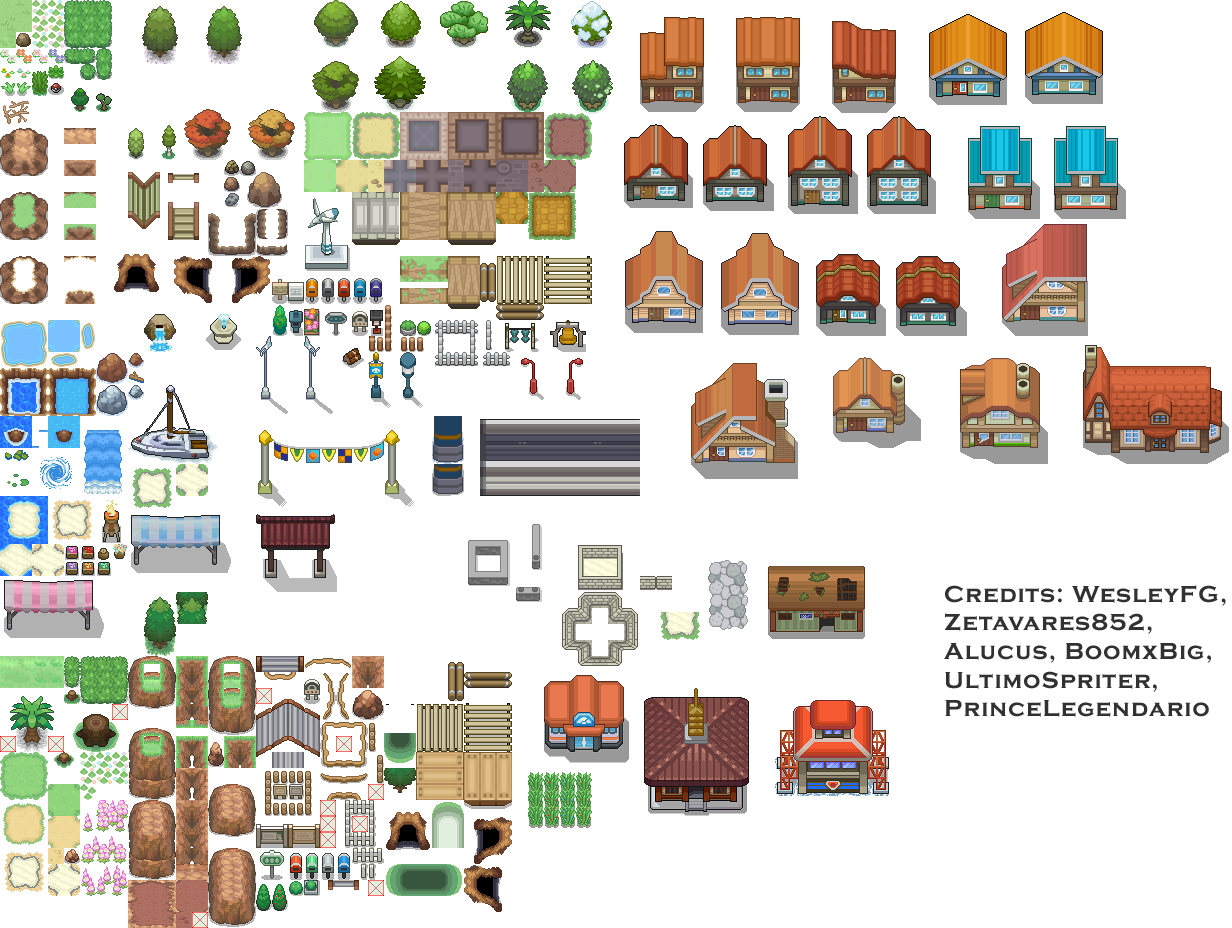 Credits: WesleyFG,
Zetavares852,
Alucus, BoomxBig,
UltimoSpriter,
PrinceLegendario